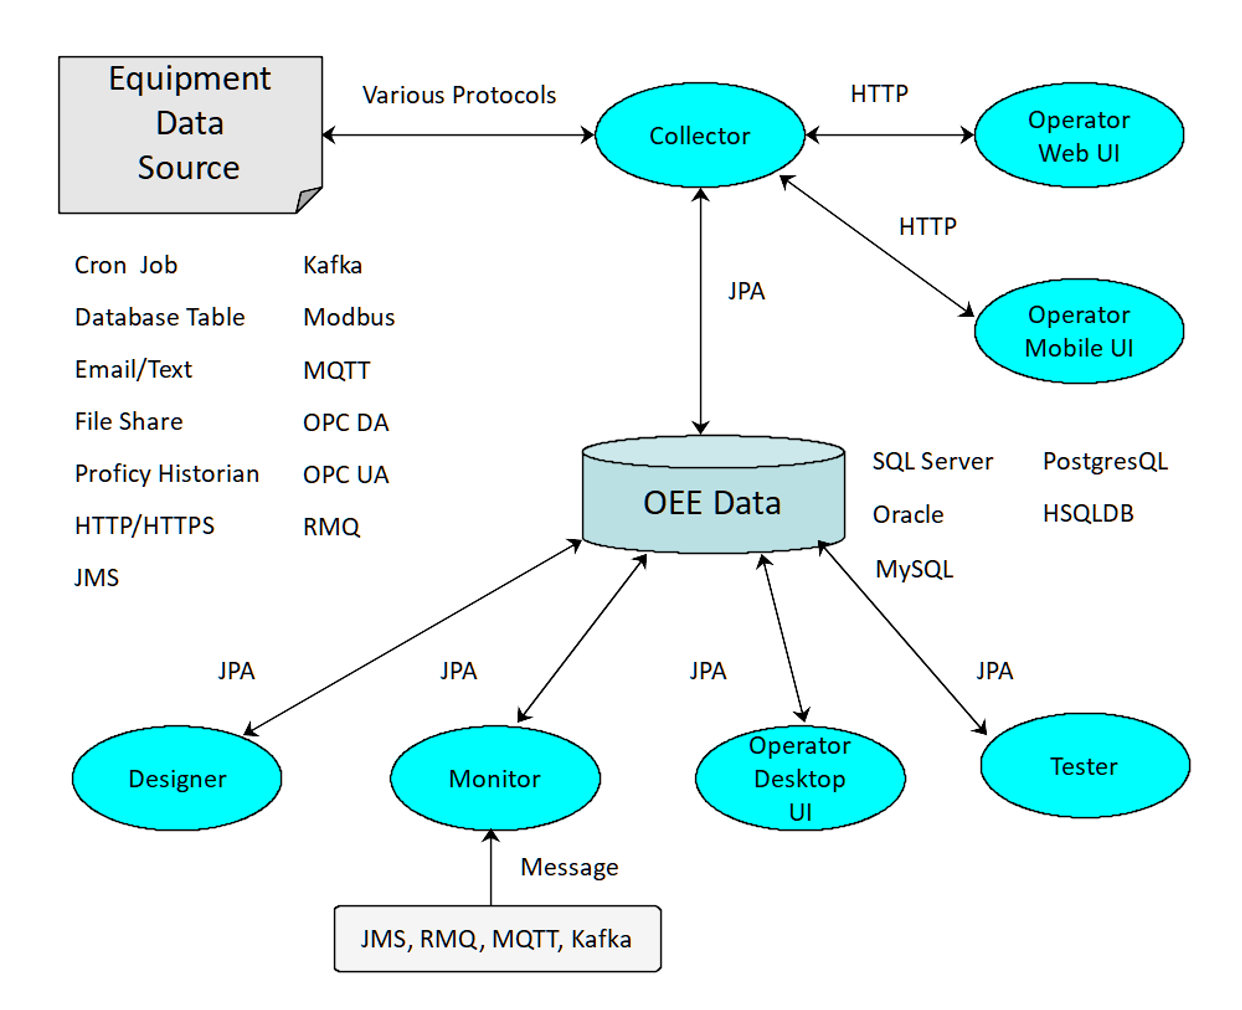 Equipment
Data
Source
Various Protocols
Collector
HTTP
Operator
Web UI
HTTP
Operator
Mobile UI
JPA
Cron  Job
Database Table
Email/Text
File Share
Proficy Historian
HTTP/HTTPS
JMS
Kafka
Modbus
MQTT
OPC DA
OPC UA
RMQ
OEE Data
SQL Server
Oracle
MySQL
PostgresQL
HSQLDB
JPA
JPA
JPA
JPA
Designer
Monitor
Operator
Desktop
UI
Tester
Message
JMS, RMQ, MQTT, Kafka